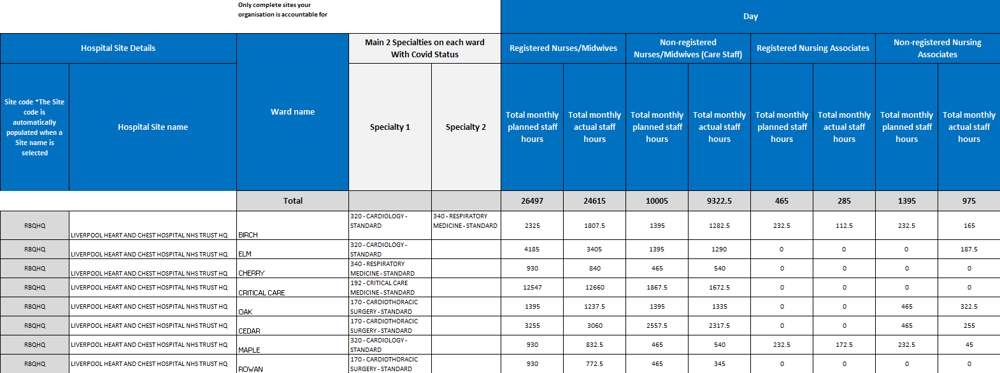 Only complete sites your
organisation is accountable for
Day
Hospital Site Details
Ward name
Main 2 Specialties on each ward
With Covid Status
Registered Nurses/Midwives
Non-registered
Nurses/Midwives (Care Staff)
Registered Nursing Associates
Non-registered Nursing
Associates
Site code *The Site
code is
automatically
populated when a
Site name is
selected
Hospital Site name
Specialty 1
Specialty 2
Total monthly
planned staff
hours
Total monthly
actual staff
hours
Total monthly
planned staff
hours
Total monthly
actual staff
hours
Total monthly
planned staff
hours
Total monthly
actual staff
hours
Total monthly
planned staff
hours
Total monthly
actual staff
hours
Total 26497 24615 10005 9322.5 465 285 1395 975
RBQHQ LIVERPOOL HEART AND CHEST HOSPITAL NHS TRUST HQ BIRCH
320 - CARDIOLOGY -
STANDARD
340 - RESPIRATORY
MEDICINE - STANDARD
2325 1807.5 1395 1282.5 232.5 112.5 232.5 165
RBQHQ LIVERPOOL HEART AND CHEST HOSPITAL NHS TRUST HQ ELM
320 - CARDIOLOGY -
STANDARD
4185 3405 1395 1290 0 0 0 187.5
RBQHQ LIVERPOOL HEART AND CHEST HOSPITAL NHS TRUST HQ CHERRY
340 - RESPIRATORY
MEDICINE - STANDARD
930 840 465 540 0 0 0 0
RBQHQ LIVERPOOL HEART AND CHEST HOSPITAL NHS TRUST HQ CRITICAL CARE
192 - CRITICAL CARE
MEDICINE - STANDARD
12547 12660 1867.5 1672.5 0 0 0 0
RBQHQ LIVERPOOL HEART AND CHEST HOSPITAL NHS TRUST HQ OAK
170 - CARDIOTHORACIC
SURGERY - STANDARD
1395 1237.5 1395 1335 0 0 465 322.5
RBQHQ LIVERPOOL HEART AND CHEST HOSPITAL NHS TRUST HQ CEDAR
170 - CARDIOTHORACIC
SURGERY - STANDARD
3255 3060 2557.5 2317.5 0 0 465 255
RBQHQ LIVERPOOL HEART AND CHEST HOSPITAL NHS TRUST HQ MAPLE
320 - CARDIOLOGY -
STANDARD
930 832.5 465 540 232.5 172.5 232.5 45
RBQHQ LIVERPOOL HEART AND CHEST HOSPITAL NHS TRUST HQ ROWAN
170 - CARDIOTHORACIC
SURGERY - STANDARD
930 772.5 465 345 0 0 0 0